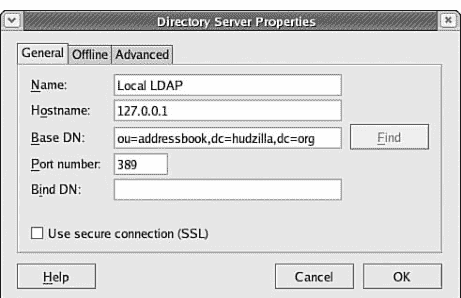 Directory Server Properties
General Offline Advanced
Name: Local LDAP
Hostname: 127.0.0.1
Base DN: ou=addressbook,dc=hudzilla,dc=org Find
Port number: 389
Bind DN:
Use secure connection (SSL)
Help Cancel OK